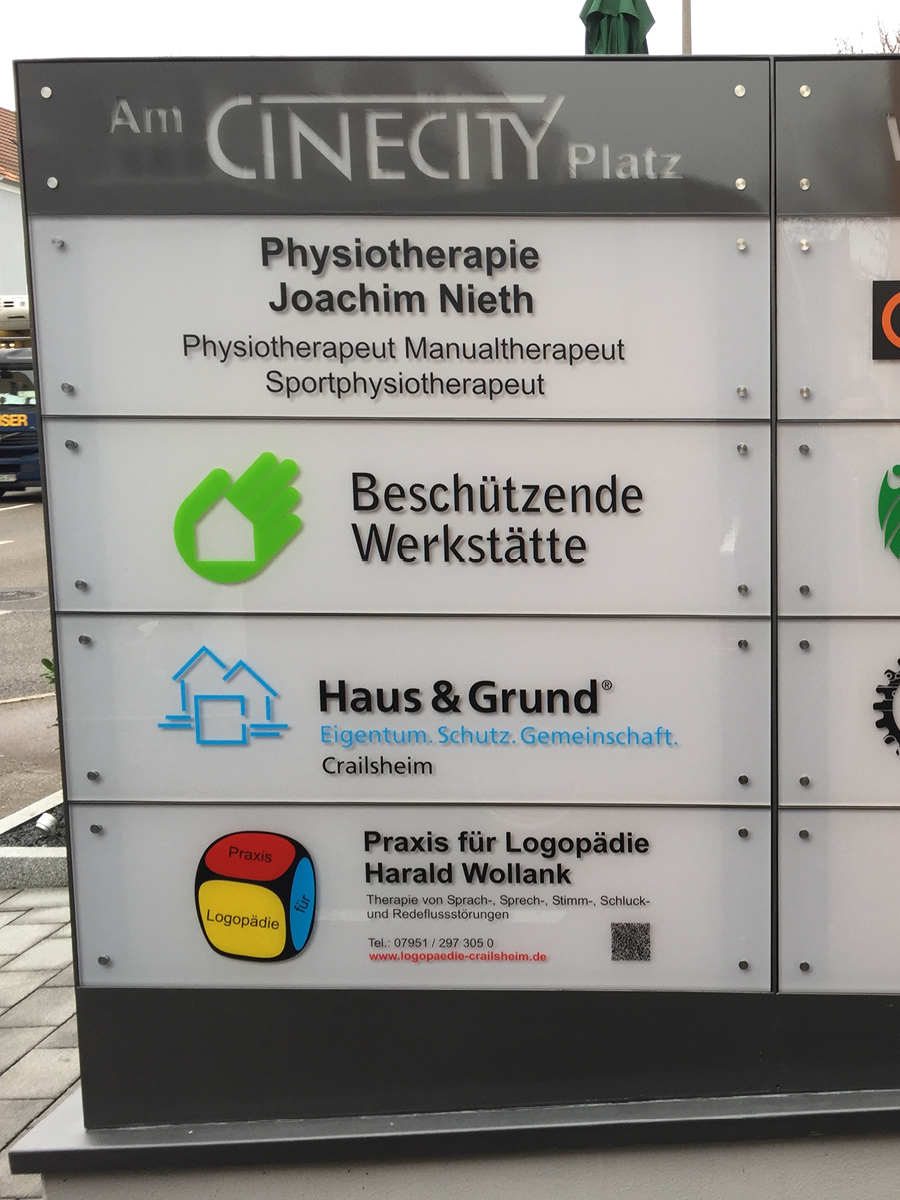 Am CINECITY Platz
Physiotherapie
Joachim Nieth
Physiotherapeut Manualtherapeut
Sportphysiotherapeut
Beschützende
Werkstätte
Haus & Grund®
Eigentum. Schutz. Gemeinschaft.
Crailsheim
Praxis
Logopädie
für
Praxis für Logopädie
Harald Wollank
Therapie von Sprach-, Sprech-, Stimm-, Schluck-
und Redeflussstörungen
Tel.: 07951 / 297 305 0
www.logopaedie-crailsheim.de